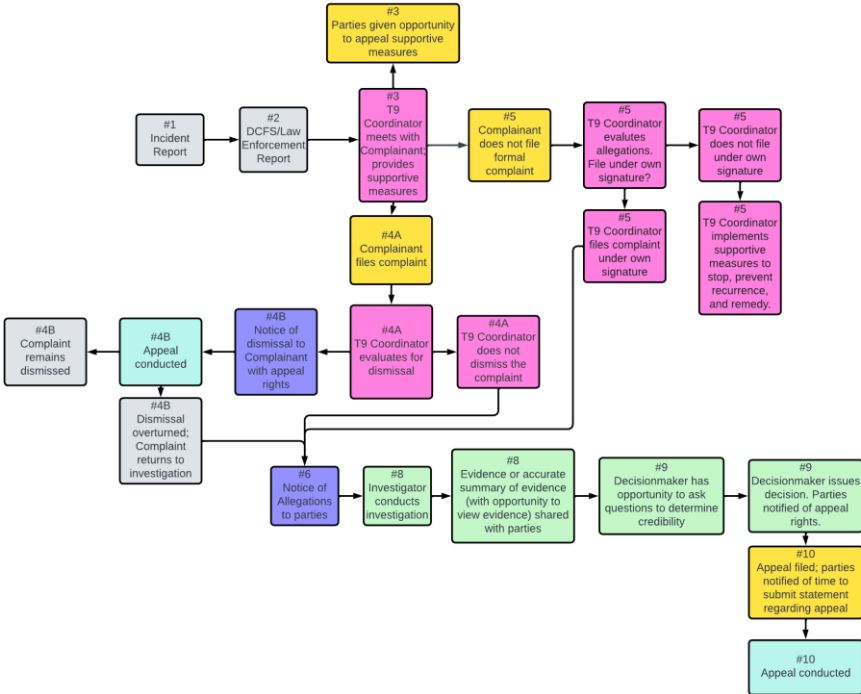 #3
Parties given opportunity
to appeal supportive
measures
#1
Incident
Report
#2
DCFS/Law
Enforcement
Report
#3
T9
Coordinator
meets with
Complainant;
provides
supportive
measures
#5
Complainant
does not file
formal
complaint
#5
T9 Coordinator
evalutes
allegations.
File under own
signature?
#5
T9 Coordinator
does not file
under own
signature
#5
T9 Coordinator
files complaint
under own
signature
#5
T9 Coordinator
implements
supportive
measures to
stop, prevent
recurrence,
and remedy.
#4A
Complainant
files complaint
#4B
Complaint
remains
dismissed
#4B
Appeal
conducted
#4B
Notice of
dismissal to
Complainant
with appeal
rights
#4A
T9 Coordinator
evaluates for
dismissal
#4A
T9 Coordinator
does not
dismiss the
complaint
#4B
Dismissal
overturned;
Complaint
returns to
investigation
#6
Notice of
Allegations
to parties
#8
Investigator
conducts
investigation
#8
Evidence or accurate
summary of evidence
(with opportunity to
view evidence) shared
with parties
#9
Decisionmaker has
opportunity to ask
questions to determine
credibility
#9
Decisionmaker issues
decision. Parties
notified of appeal
rights.
#10
Appeal filed; parties
notified of time to
submit statement
regarding appeal
#10
Appeal conducted